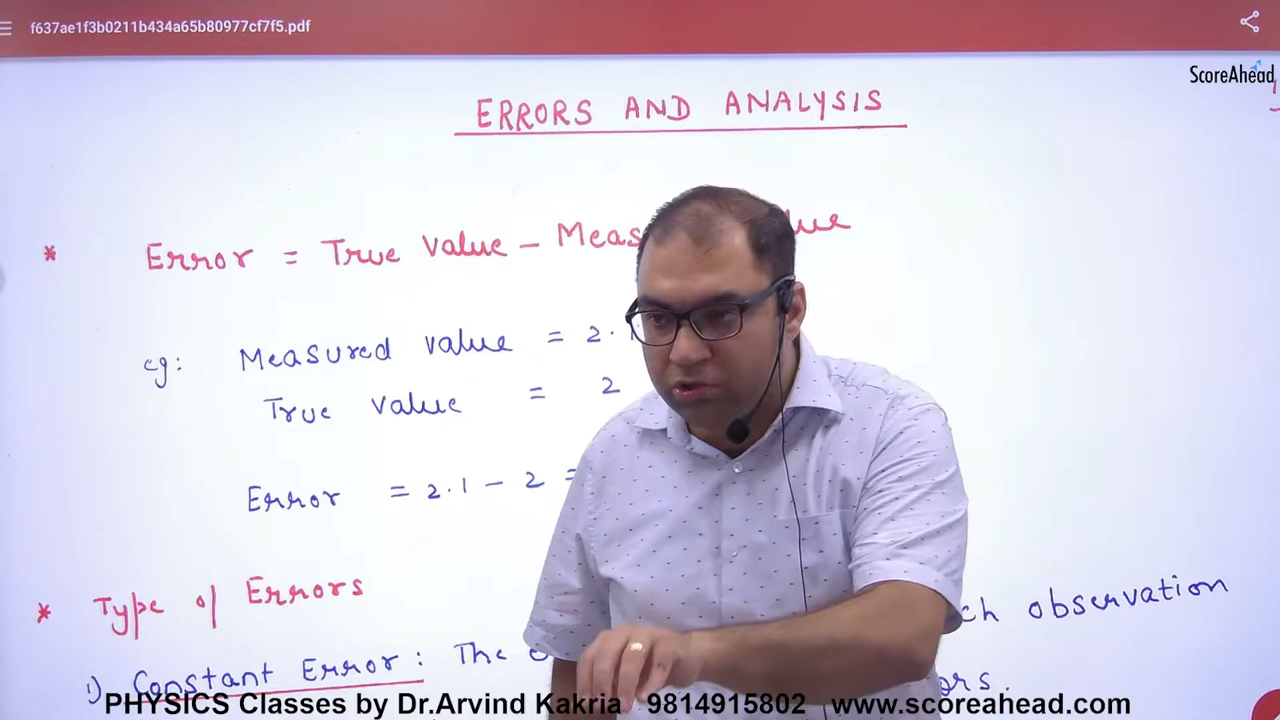 f637ae1f3b0211b434a65b80977cf7f5.pdf
ScoreAhead
ERRORS AND ANALYSIS
* Error = True Value - Meas
eg: Measured value = 2.1
True value = 2
Error = 2.1 - 2 =
* Type of Errors
observation
1) Constant Error: The
PHYSICS Classes by Dr.Arvind Kakria 9814915802 www.scoreahead.com